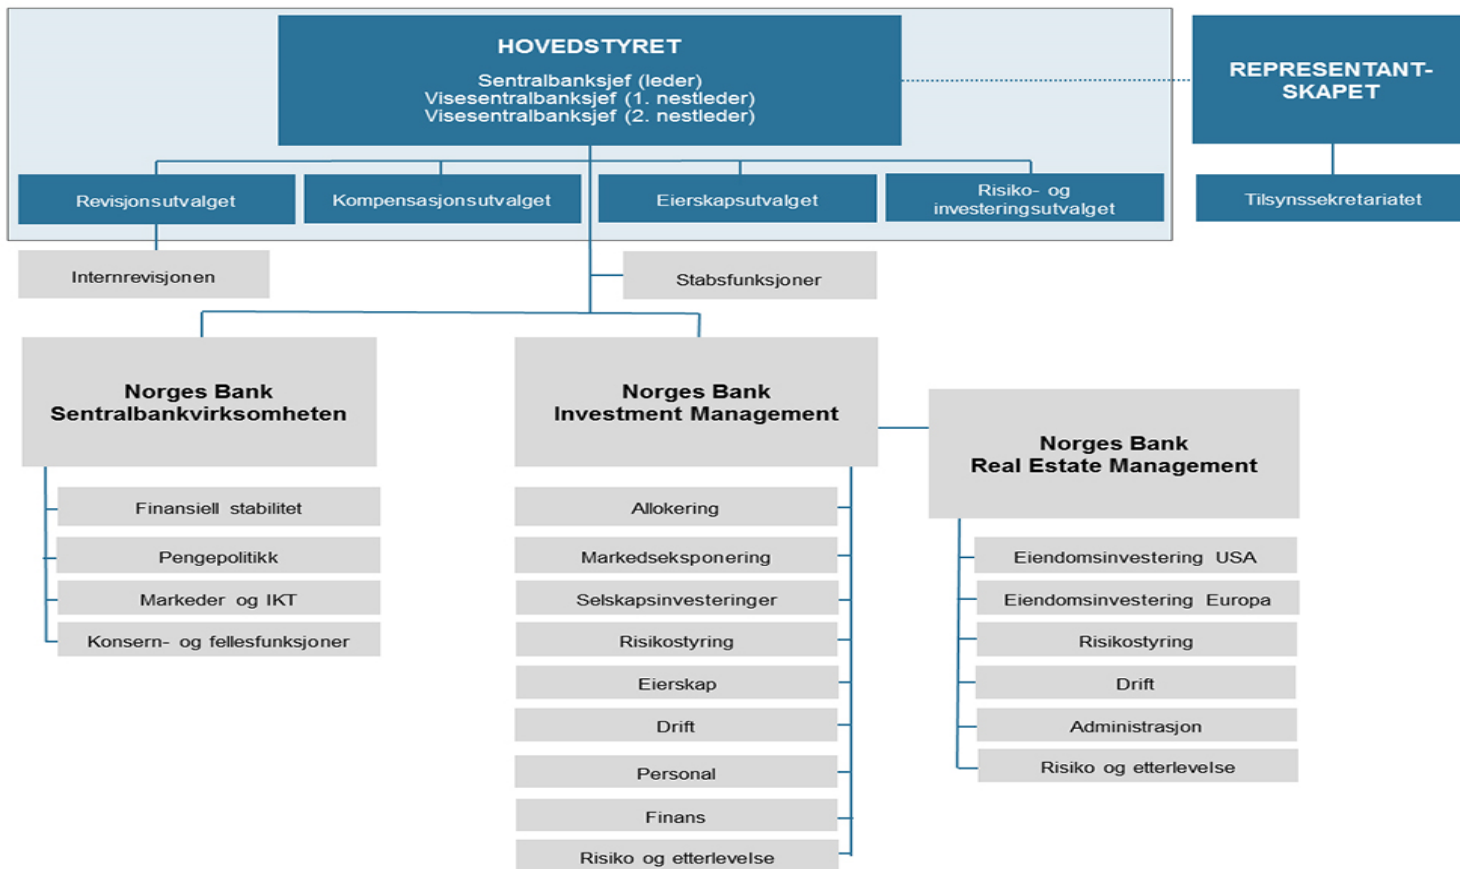 HOVEDSTYRET
Sentralbanksjef (leder)
Visesentralbanksjef (1. nestleder)
Visesentralbanksjef (2. nestleder)
REPRESENTANT-
SKAPET
Revisjonsutvalget
Kompensasjonsutvalget
Eierskapsutvalget
Risiko- og
investeringsutvalget
Tilsynssekretariatet
Internrevisjonen
Stabsfunksjoner
Norges Bank
Sentralbankvirksomheten
Finansiell stabilitet
Pengepolitikk
Markeder og IKT
Konsern- og fellesfunksjoner
Norges Bank
Investment Management
Allokering
Markedseksponering
Selskapsinvesteringer
Risikostyring
Eierskap
Drift
Personal
Finans
Risiko og etterlevelse
Norges Bank
Real Estate Management
Eiendomsinvestering USA
Eiendomsinvestering Europa
Risikostyring
Drift
Administrasjon
Risiko og etterlevelse